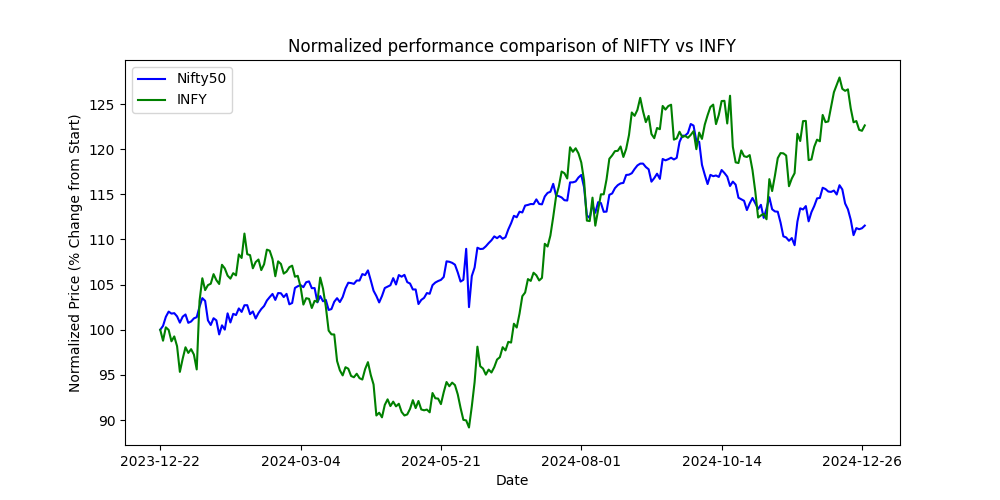 Normalized performance comparison of NIFTY vs INFY
Nifty50
INFY
Normalized Price (% Change from Start)
125
120
115
110
105
100
95
90
2023-12-22 2024-03-04 2024-05-21 2024-08-01 2024-10-14 2024-12-26
Date